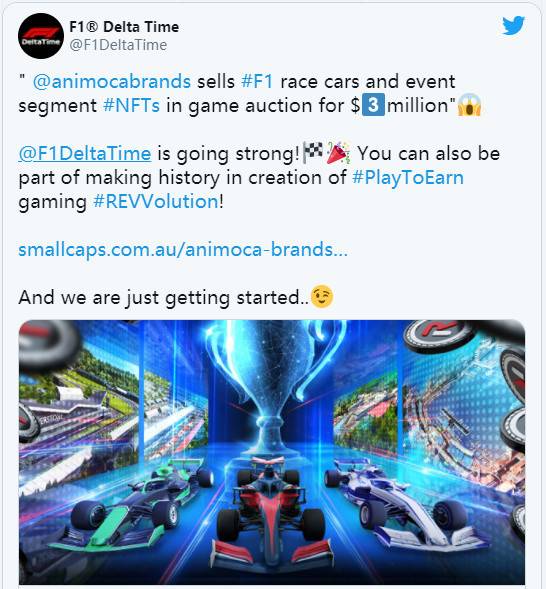 F1® Delta Time
@F1DeltaTime
DeltaTime
" @animocabrands sells #F1 race cars and event
segment #NFTs in game auction for $3️⃣million"😱
@F1DeltaTime is going strong!🏁🎉 You can also be
part of making history in creation of #PlayToEarn
gaming #REVVolution!
smallcaps.com.au/animoca-brands...
And we are just getting started..😉